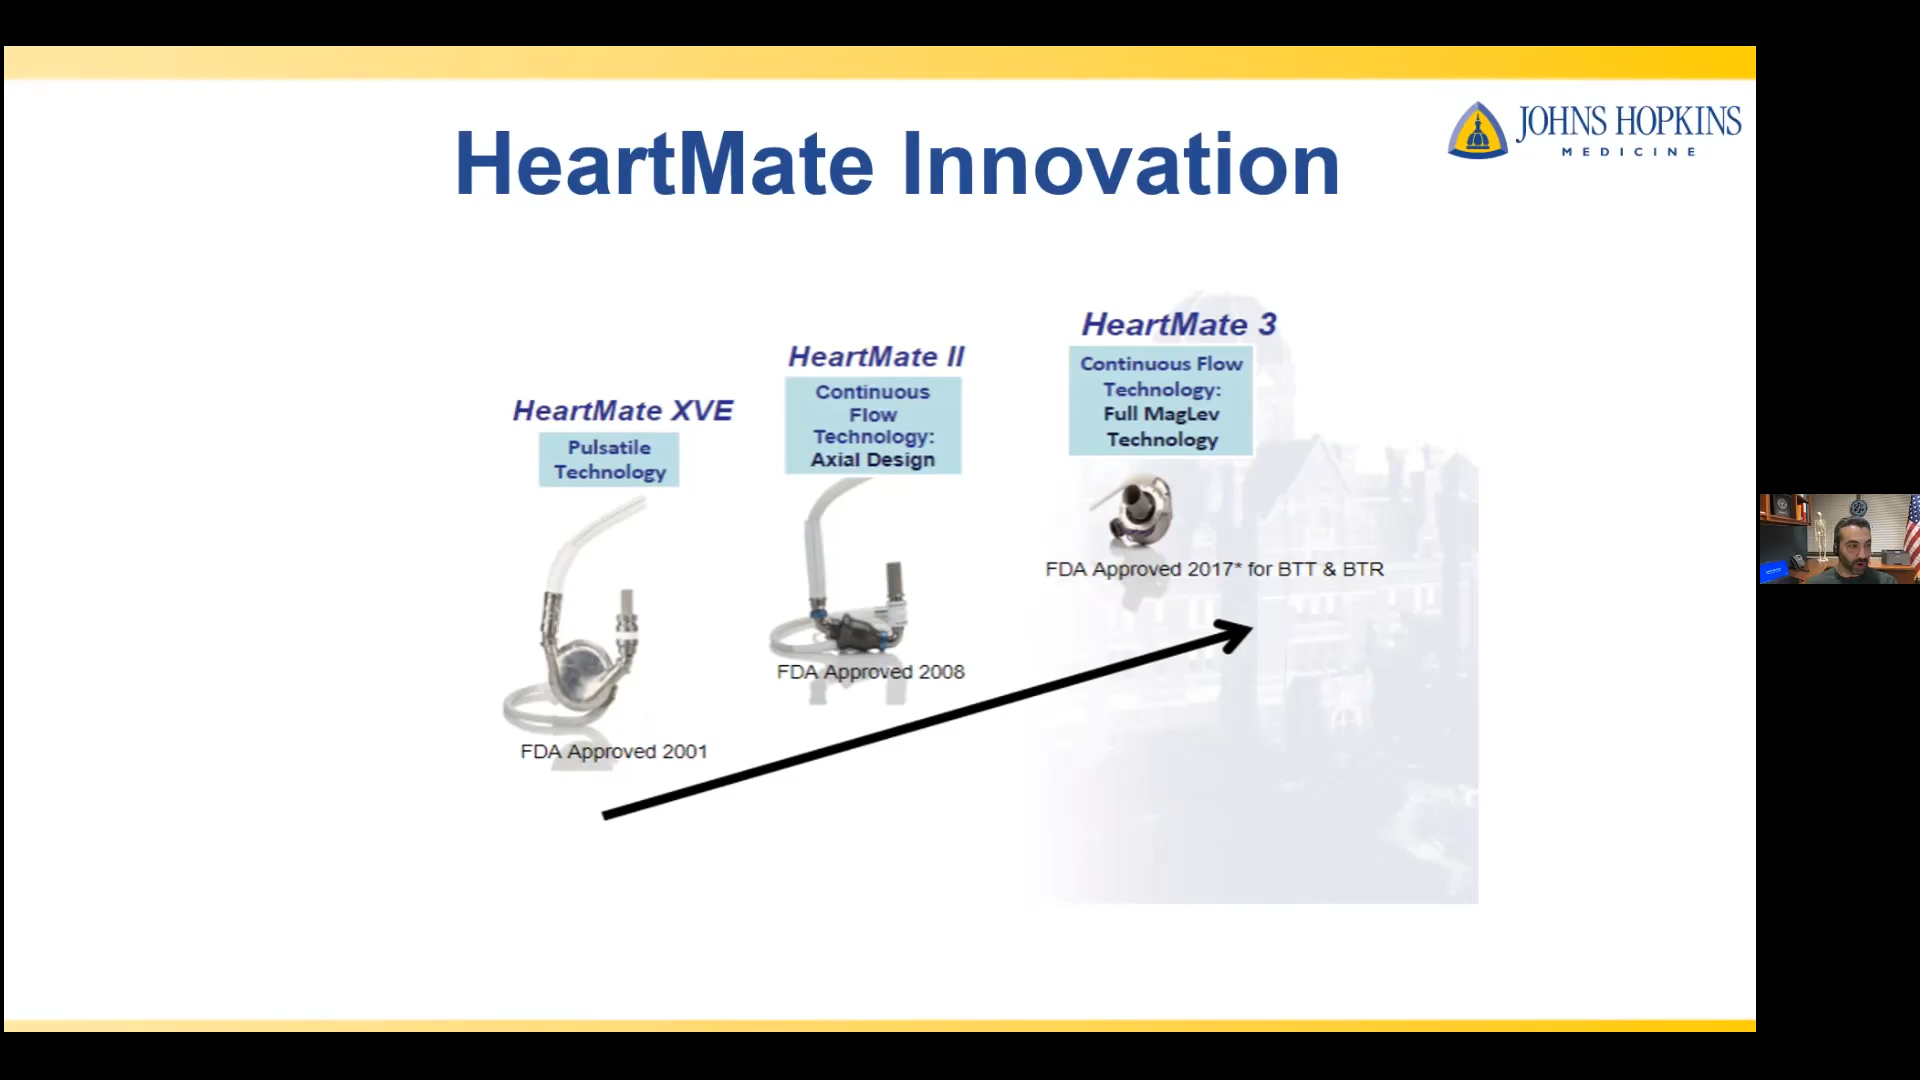 HeartMate Innovation
JOHNS HOPKINS
MEDICINE
HeartMate XVE
Pulsatile
Technology
FDA Approved 2001
HeartMate II
Continuous
Flow
Technology:
Axial Design
FDA Approved 2008
HeartMate 3
Continuous Flow
Technology:
Full MagLev
Technology
FDA Approved 2017* for BTT & BTR